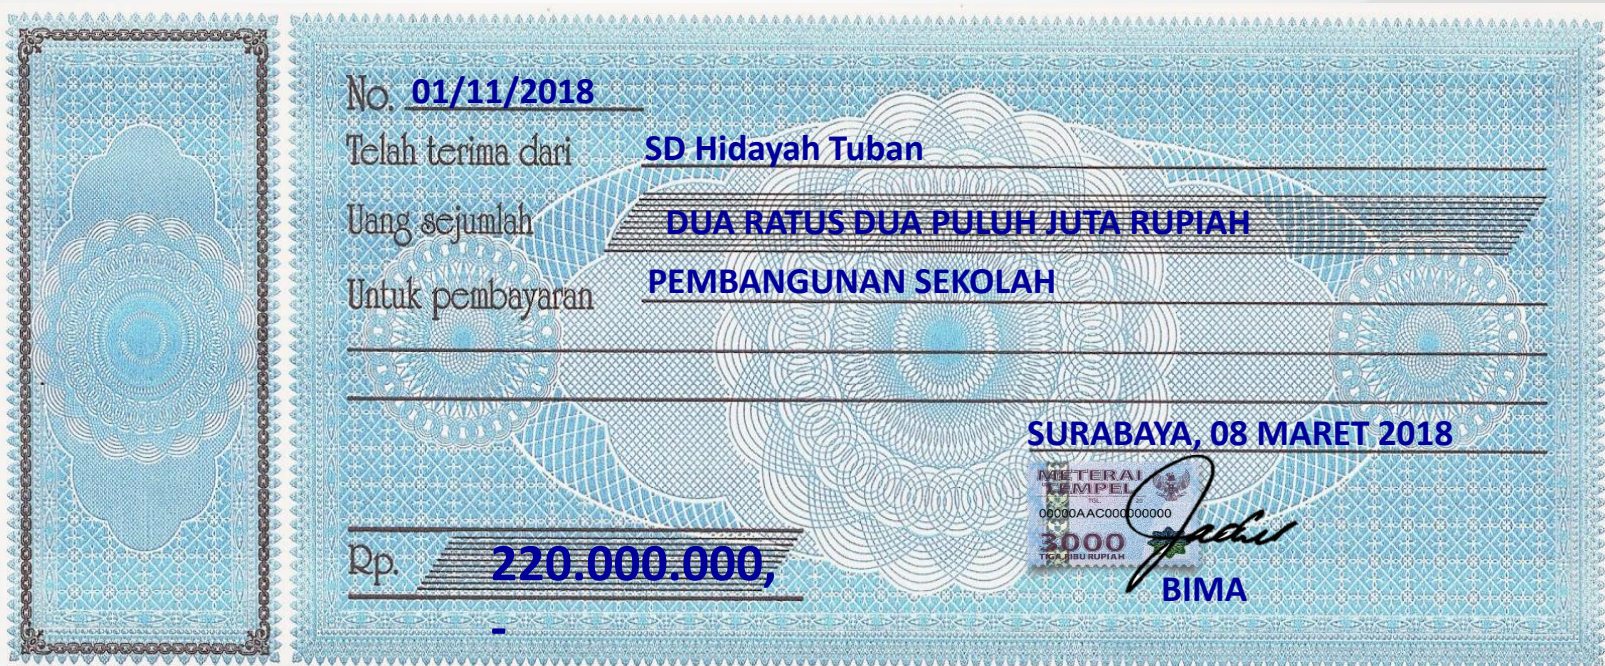 No. 01/11/2018
Telah terima dari SD Hidayah Tuban
Uang sejumlah DUA RATUS DUA PULUH JUTA RUPIAH
Untuk pembayaran PEMBANGUNAN SEKOLAH
SURABAYA, 08 MARET 2018
METERAI
TEMPEL
00000AAC000000000
3000
TIGA RIBU RUPIAH
Rp. 220.000.000,
-
BIMA